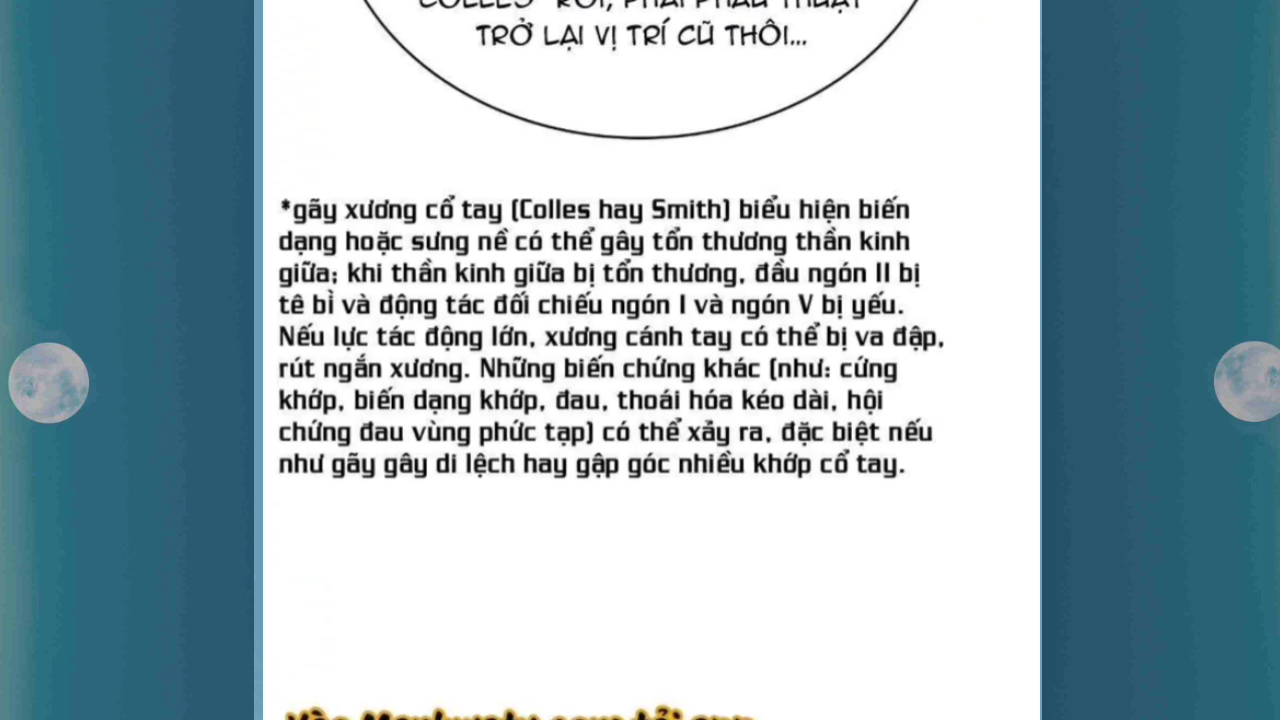 COLLES" RỒI, PHẢI PHẪU THUẬT
TRỞ LẠI VỊ TRÍ CŨ THÔI...
*gãy xương cổ tay (Colles hay Smith) biểu hiện biến
dạng hoặc sưng nề có thể gây tổn thương thần kinh
giữa; khi thần kinh giữa bị tổn thương, đầu ngón II bị
tê bì và động tác đối chiếu ngón I và ngón V bị yếu.
Nếu lực tác động lớn, xương cánh tay có thể bị va đập,
rút ngắn xương. Những biến chứng khác (như: cứng
khớp, biến dạng khớp, đau, thoái hóa kéo dài, hội
chứng đau vùng phức tạp) có thể xảy ra, đặc biệt nếu
như gãy gây di lệch hay gập góc nhiều khớp cổ tay.